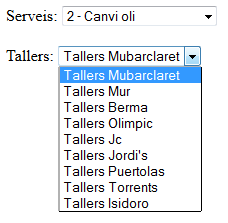 Serveis: 2 - Canvi oli
Tallers: Tallers Mubarclaret
Tallers Mubarclaret
Tallers Mur
Tallers Berma
Tallers Olimpic
Tallers Jc
Tallers Jordi's
Tallers Puertolas
Tallers Torrents
Tallers Isidoro